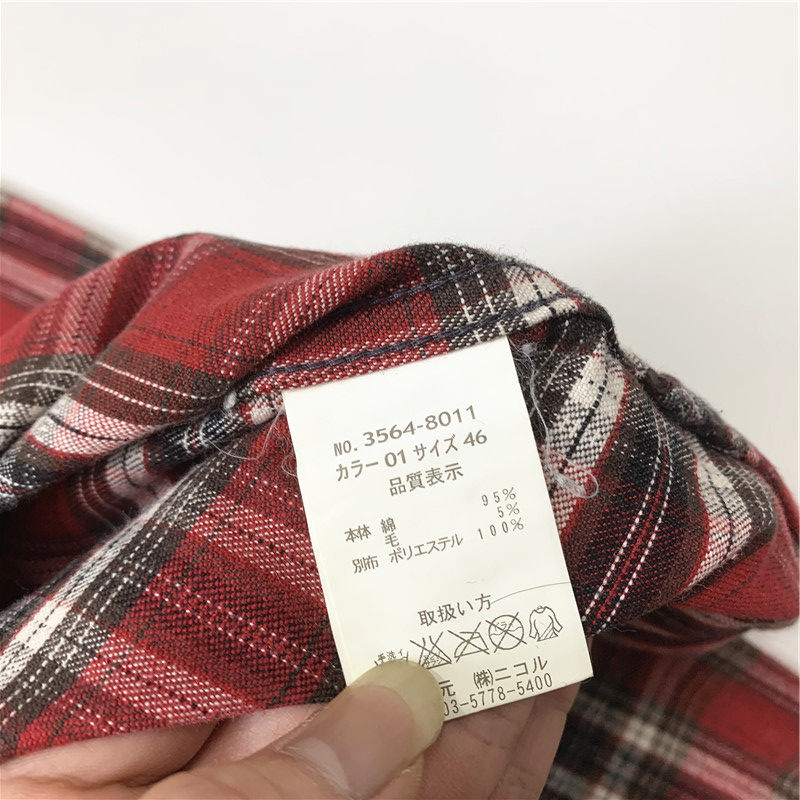 NO. 3564-8011
カラー 01 サイズ 46
品質表示
本体 綿 95%
毛 5%
別布 ポリエステル 100%
取扱い方
手洗イ
元 (株)ニコル
03-5778-5400